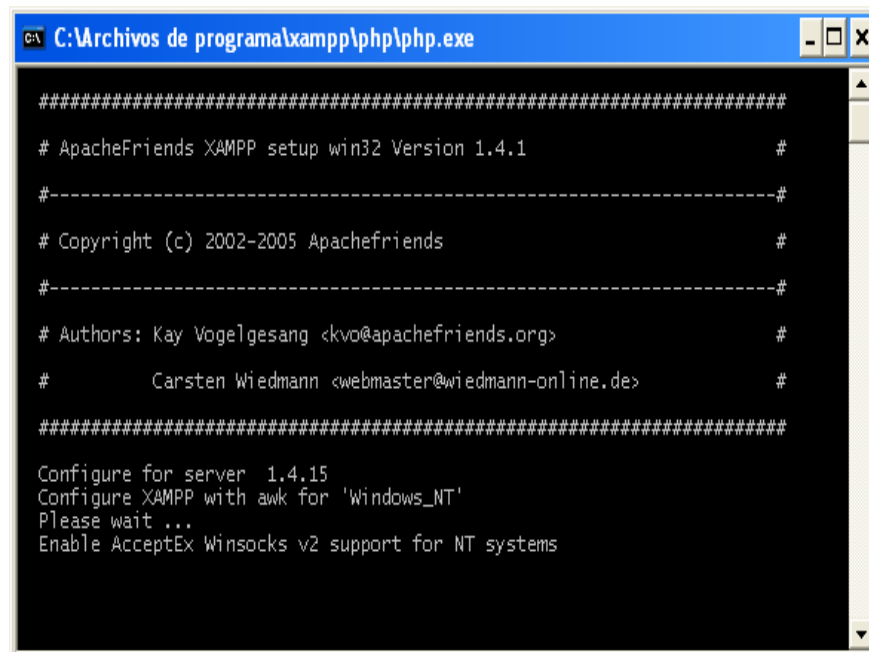 C:\Archivos de programa\xampp\php\php.exe
########################################################################
# ApacheFriends XAMPP setup win32 Version 1.4.1 #
#----------------------------------------------------------------------#
# Copyright (c) 2002-2005 Apachefriends #
#----------------------------------------------------------------------#
# Authors: Kay Vogelgesang <kvo@apachefriends.org> #
# Carsten Wiedmann <webmaster@wiedmann-online.de> #
########################################################################
Configure for server 1.4.15
Configure XAMPP with awk for 'Windows_NT'
Please wait ...
Enable AcceptEx Winsocks v2 support for NT systems